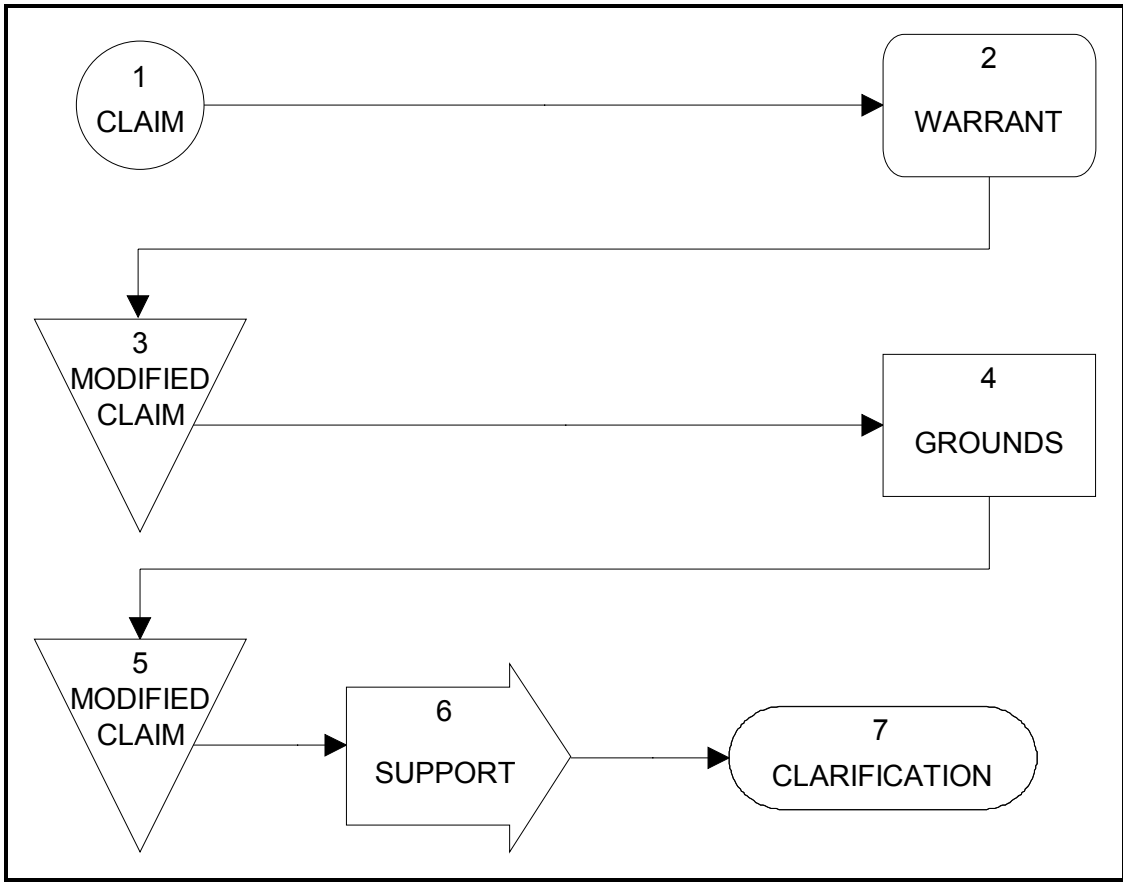 1
CLAIM
2
WARRANT
3
MODIFIED
CLAIM
4
GROUNDS
5
MODIFIED
CLAIM
6
SUPPORT
7
CLARIFICATION